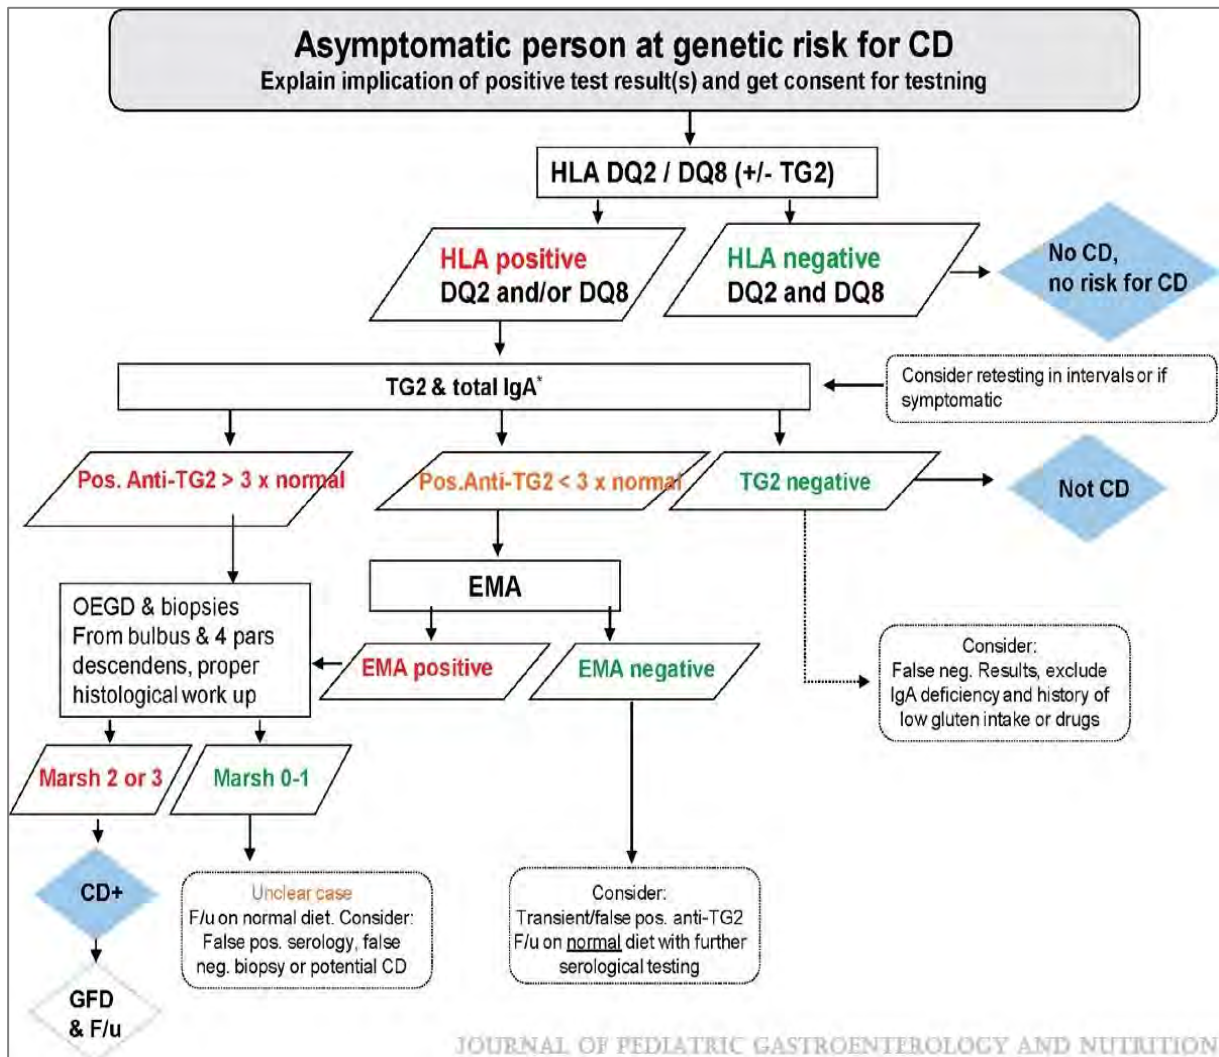 Asymptomatic person at genetic risk for CD
Explain implication of positive test result(s) and get consent for testning
HLA DQ2 / DQ8 (+/- TG2)
HLA positive
DQ2 and/or DQ8
HLA negative
DQ2 and DQ8
No CD,
no risk for CD
TG2 & total IgA*
Consider retesting in intervals or if
symptomatic
Pos. Anti-TG2 > 3 x normal
Pos.Anti-TG2 < 3 x normal
TG2 negative
Not CD
EMA
OEGD & biopsies
From bulbus & 4 pars
descendens, proper
histological work up
EMA positive
EMA negative
Consider:
False neg. Results, exclude
IgA deficiency and history of
low gluten intake or drugs
Marsh 2 or 3
Marsh 0-1
CD+
Unclear case
F/u on normal diet. Consider:
False pos. serology, false
neg. biopsy or potential CD
Consider:
Transient/false pos. anti-TG2
F/u on normal diet with further
serological testing
GFD
& F/u
JOURNAL OF PEDIATRIC GASTROENTEROLOGY AND NUTRITION